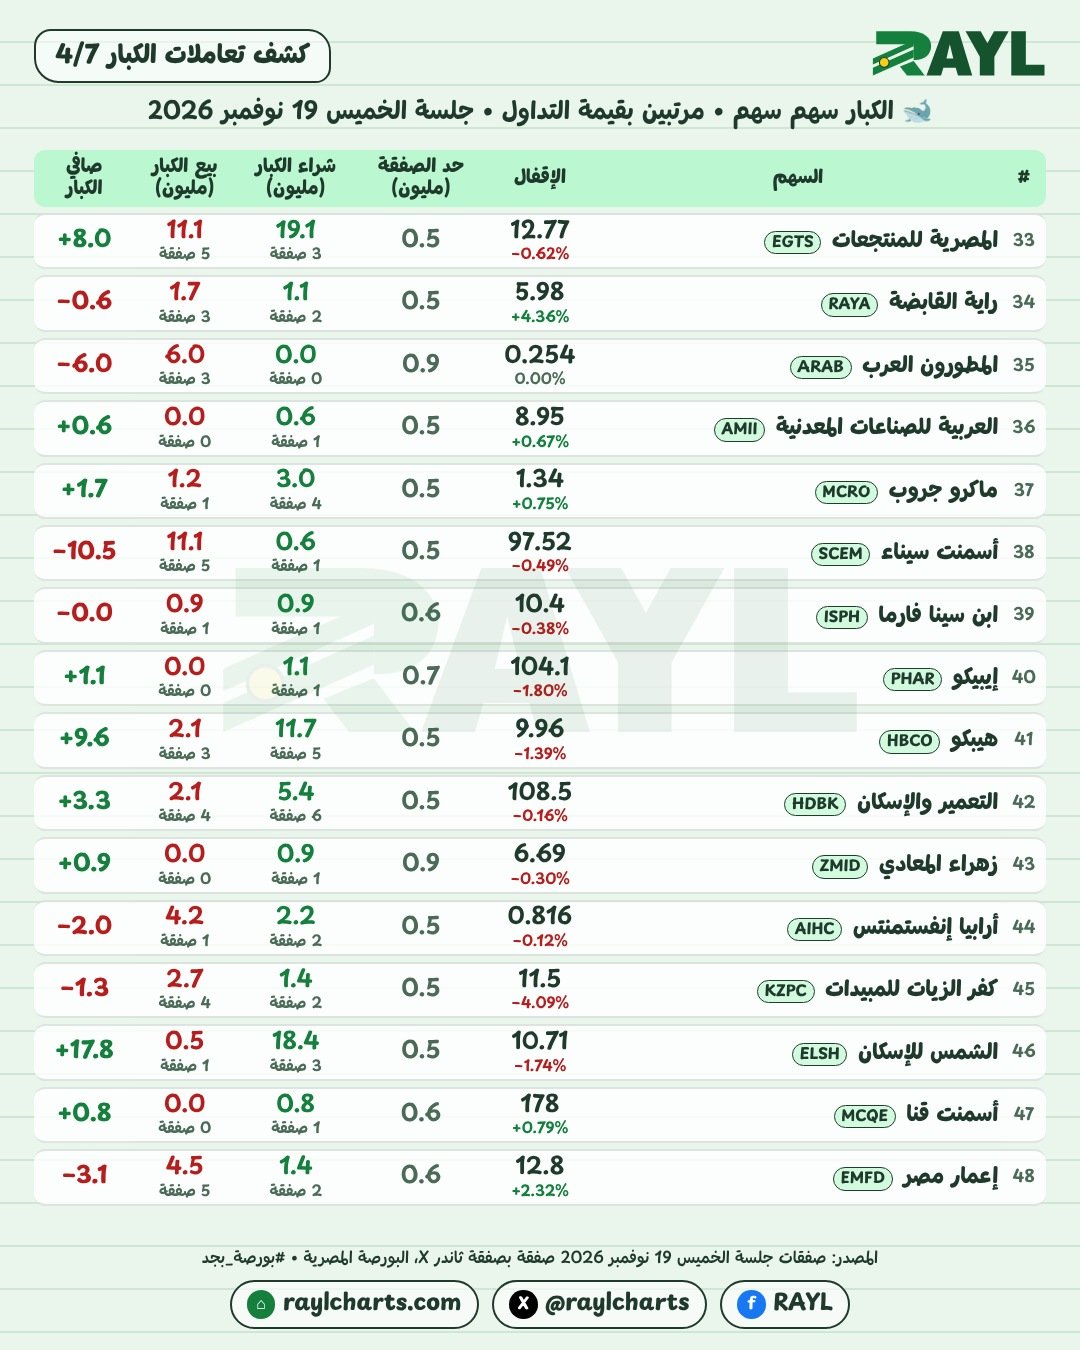 RAYL
كشف تعاملات الكبار 4/7
🐋 الكبار سهم سهم • مرتبين بقيمة التداول • جلسة الخميس 19 نوفمبر 2026
# السهم الإقفال حد الصفقة (مليون) شراء الكبار (مليون) بيع الكبار (مليون) صافي الكبار
33 المصرية للمنتجعات EGTS 12.77 −0.62% 0.5 19.1 3 صفقة 11.1 5 صفقة +8.0
34 راية القابضة RAYA 5.98 +4.36% 0.5 1.1 2 صفقة 1.7 3 صفقة −0.6
35 المطورون العرب ARAB 0.254 0.00% 0.9 0.0 0 صفقة 6.0 3 صفقة −6.0
36 العربية للصناعات المعدنية AMII 8.95 +0.67% 0.5 0.6 1 صفقة 0.0 0 صفقة +0.6
37 ماكرو جروب MCRO 1.34 +0.75% 0.5 3.0 4 صفقة 1.2 1 صفقة +1.7
38 أسمنت سيناء SCEM 97.52 −0.49% 0.5 0.6 1 صفقة 11.1 5 صفقة −10.5
39 ابن سينا فارما ISPH 10.4 −0.38% 0.6 0.9 1 صفقة 0.9 1 صفقة −0.0
40 إيبيكو PHAR 104.1 −1.80% 0.7 1.1 1 صفقة 0.0 0 صفقة +1.1
41 هيبكو HBCO 9.96 −1.39% 0.5 11.7 5 صفقة 2.1 3 صفقة +9.6
42 التعمير والإسكان HDBK 108.5 −0.16% 0.5 5.4 6 صفقة 2.1 4 صفقة +3.3
43 زهراء المعادي ZMID 6.69 −0.30% 0.9 0.9 1 صفقة 0.0 0 صفقة +0.9
44 أرابيا إنفستمنتس AIHC 0.816 −0.12% 0.5 2.2 2 صفقة 4.2 1 صفقة −2.0
45 كفر الزيات للمبيدات KZPC 11.5 −4.09% 0.5 1.4 2 صفقة 2.7 4 صفقة −1.3
46 الشمس للإسكان ELSH 10.71 −1.74% 0.5 18.4 3 صفقة 0.5 1 صفقة +17.8
47 أسمنت قنا MCQE 178 +0.79% 0.6 0.8 1 صفقة 0.0 0 صفقة +0.8
48 إعمار مصر EMFD 12.8 +2.32% 0.6 1.4 2 صفقة 4.5 5 صفقة −3.1
RAYL
المصدر: صفقات جلسة الخميس 19 نوفمبر 2026 صفقة بصفقة ثاندر X، البورصة المصرية • #بورصة_بجد
raylcharts.com X @raylcharts f RAYL